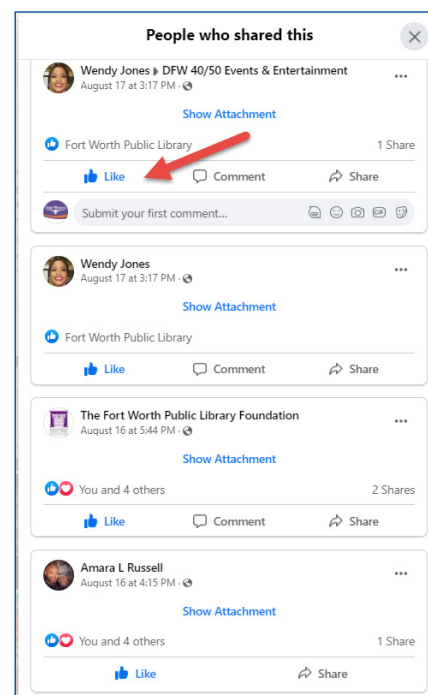 People who shared this
Wendy Jones ▸ DFW 40/50 Events & Entertainment
August 17 at 3:17 PM ·
Show Attachment
Fort Worth Public Library 1 Share
Like Comment Share
Submit your first comment...
GIF
Wendy Jones
August 17 at 3:17 PM ·
Show Attachment
Fort Worth Public Library
Like Comment Share
The Fort Worth Public Library Foundation
August 16 at 5:44 PM ·
Show Attachment
You and 4 others 2 Shares
Like Comment Share
Amara L Russell
August 16 at 4:15 PM ·
Show Attachment
You and 4 others 1 Share
Like Share